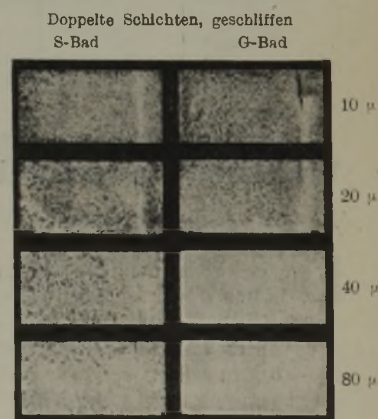 Doppelte Schichten, geschliffen
S-Bad G-Bad
10 µ
20 µ
40 µ
80 µ